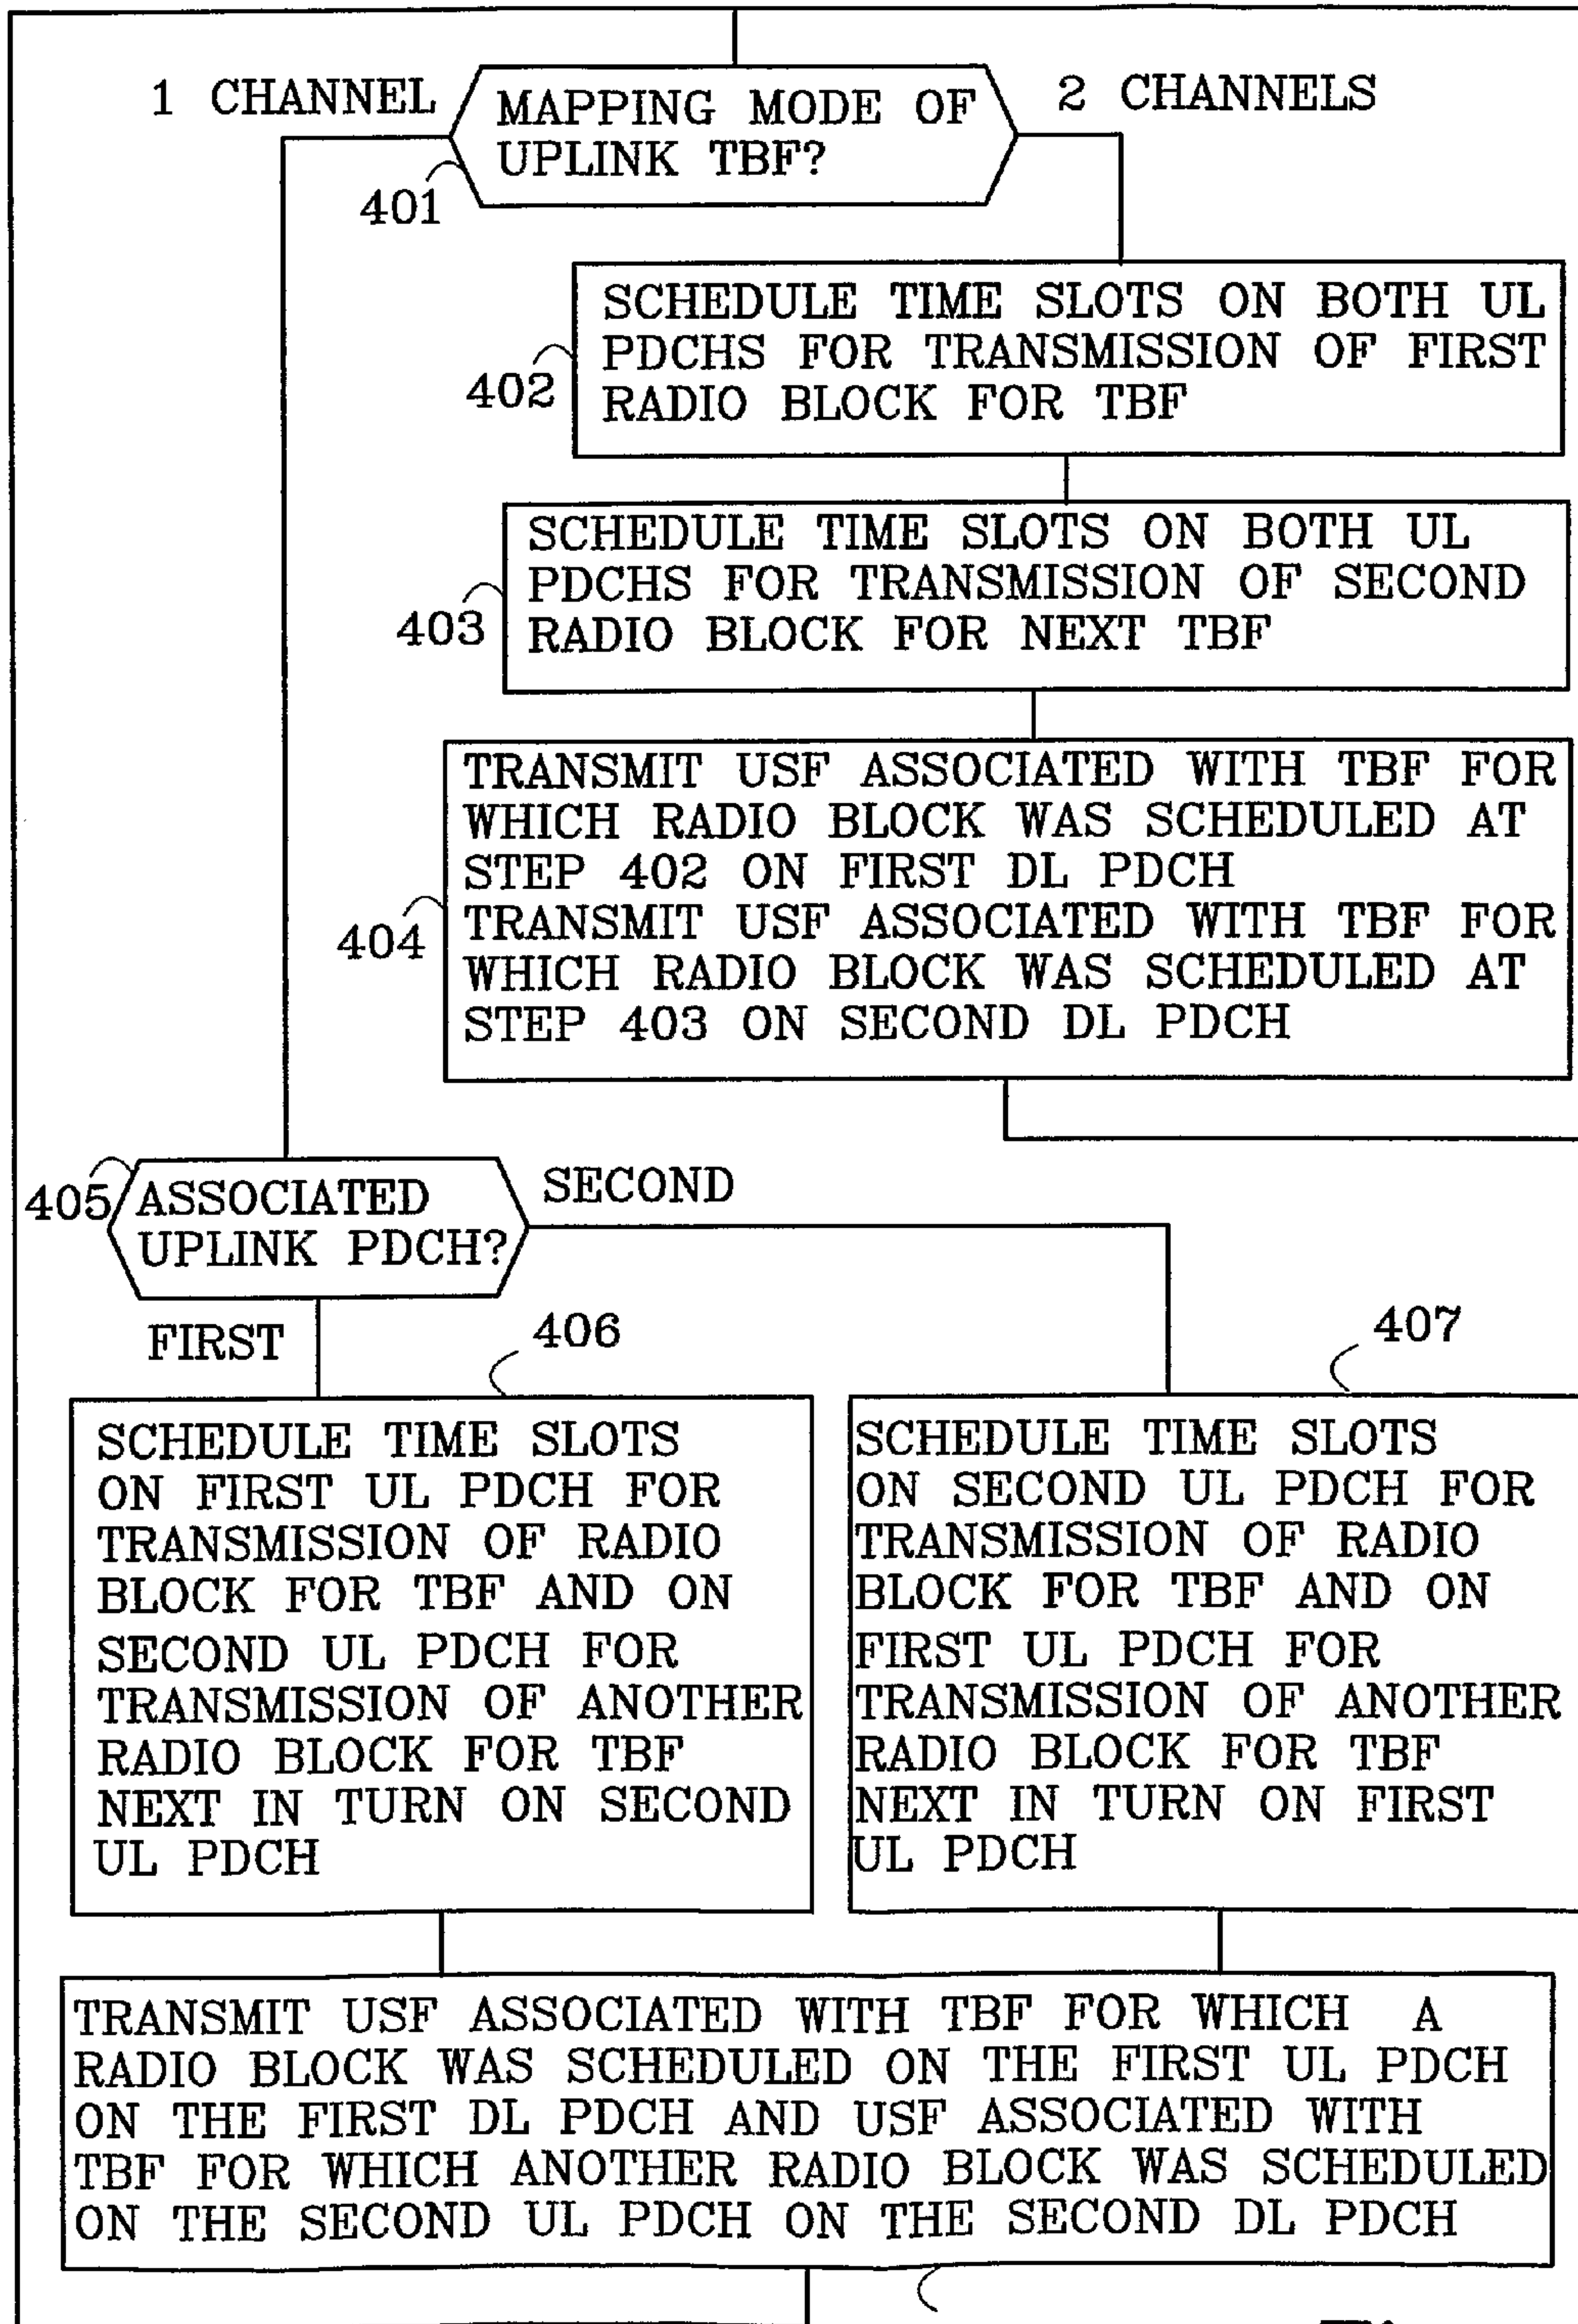 1 CHANNEL
MAPPING MODE OF
UPLINK TBF?
2 CHANNELS
401
SCHEDULE TIME SLOTS ON BOTH UL
PDCHS FOR TRANSMISSION OF FIRST
RADIO BLOCK FOR TBF
402
SCHEDULE TIME SLOTS ON BOTH UL
PDCHS FOR TRANSMISSION OF SECOND
RADIO BLOCK FOR NEXT TBF
403
TRANSMIT USF ASSOCIATED WITH TBF FOR
WHICH RADIO BLOCK WAS SCHEDULED AT
STEP 402 ON FIRST DL PDCH
TRANSMIT USF ASSOCIATED WITH TBF FOR
WHICH RADIO BLOCK WAS SCHEDULED AT
STEP 403 ON SECOND DL PDCH
404
405
ASSOCIATED
UPLINK PDCH?
SECOND
FIRST
406
407
SCHEDULE TIME SLOTS
ON FIRST UL PDCH FOR
TRANSMISSION OF RADIO
BLOCK FOR TBF AND ON
SECOND UL PDCH FOR
TRANSMISSION OF ANOTHER
RADIO BLOCK FOR TBF
NEXT IN TURN ON SECOND
UL PDCH
SCHEDULE TIME SLOTS
ON SECOND UL PDCH FOR
TRANSMISSION OF RADIO
BLOCK FOR TBF AND ON
FIRST UL PDCH FOR
TRANSMISSION OF ANOTHER
RADIO BLOCK FOR TBF
NEXT IN TURN ON FIRST
UL PDCH
TRANSMIT USF ASSOCIATED WITH TBF FOR WHICH A
RADIO BLOCK WAS SCHEDULED ON THE FIRST UL PDCH
ON THE FIRST DL PDCH AND USF ASSOCIATED WITH
TBF FOR WHICH ANOTHER RADIO BLOCK WAS SCHEDULED
ON THE SECOND UL PDCH ON THE SECOND DL PDCH